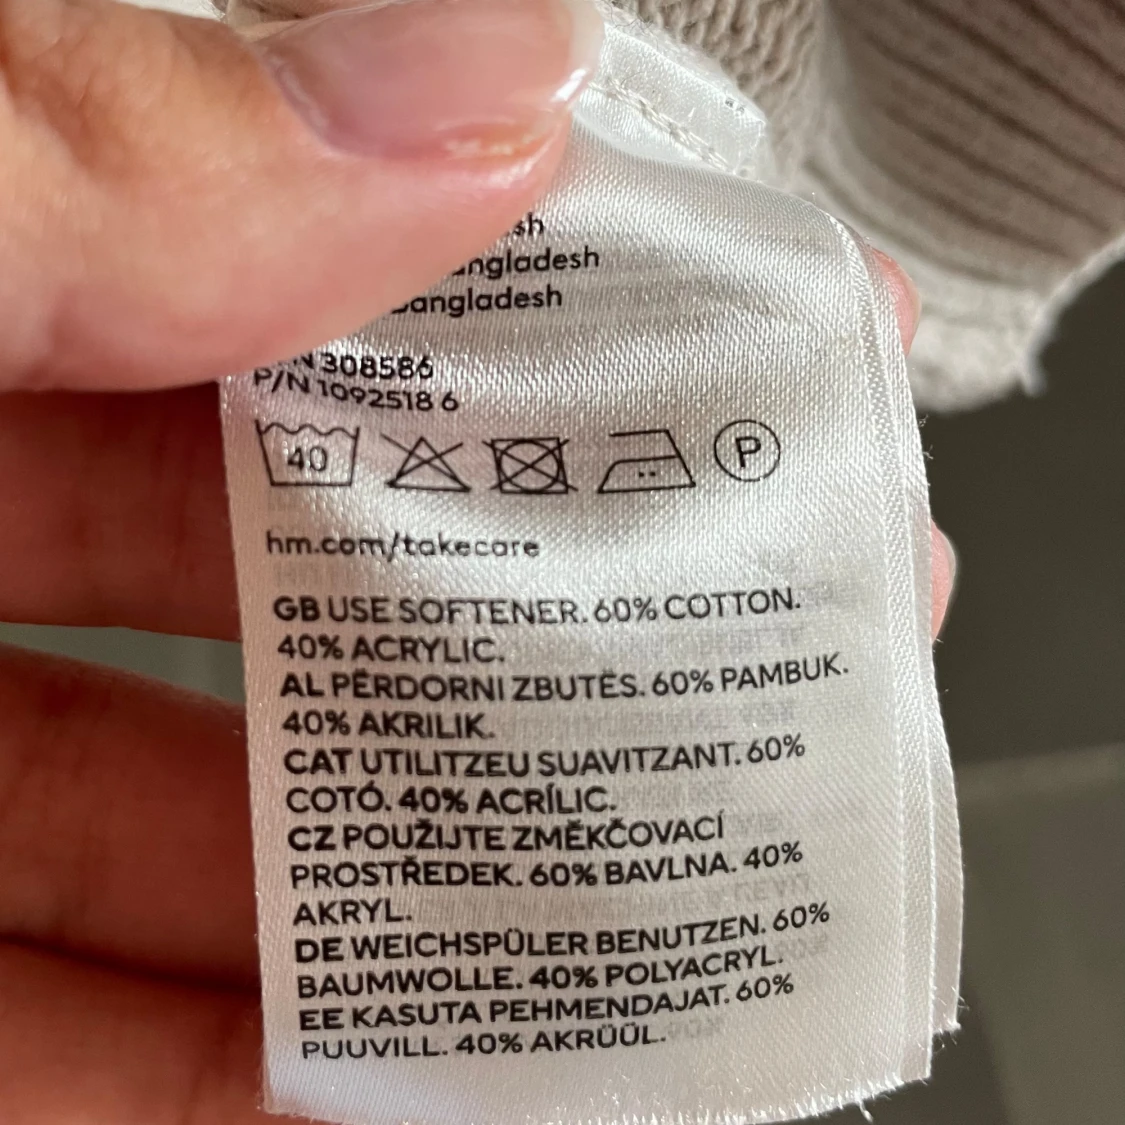 Bangladesh
308586
P/N 1092518 6
40 P
hm.com/takecare
GB USE SOFTENER. 60% COTTON.
40% ACRYLIC.
AL PËRDORNI ZBUTËS. 60% PAMBUK.
40% AKRILIK.
CAT UTILITZEU SUAVITZANT. 60%
COTÓ. 40% ACRÍLIC.
CZ POUŽIJTE ZMĚKČOVACÍ
PROSTŘEDEK. 60% BAVLNA. 40%
AKRYL.
DE WEICHSPÜLER BENUTZEN. 60%
BAUMWOLLE. 40% POLYACRYL.
EE KASUTA PEHMENDAJAT. 60%
PUUVILL. 40% AKRÜÜL.